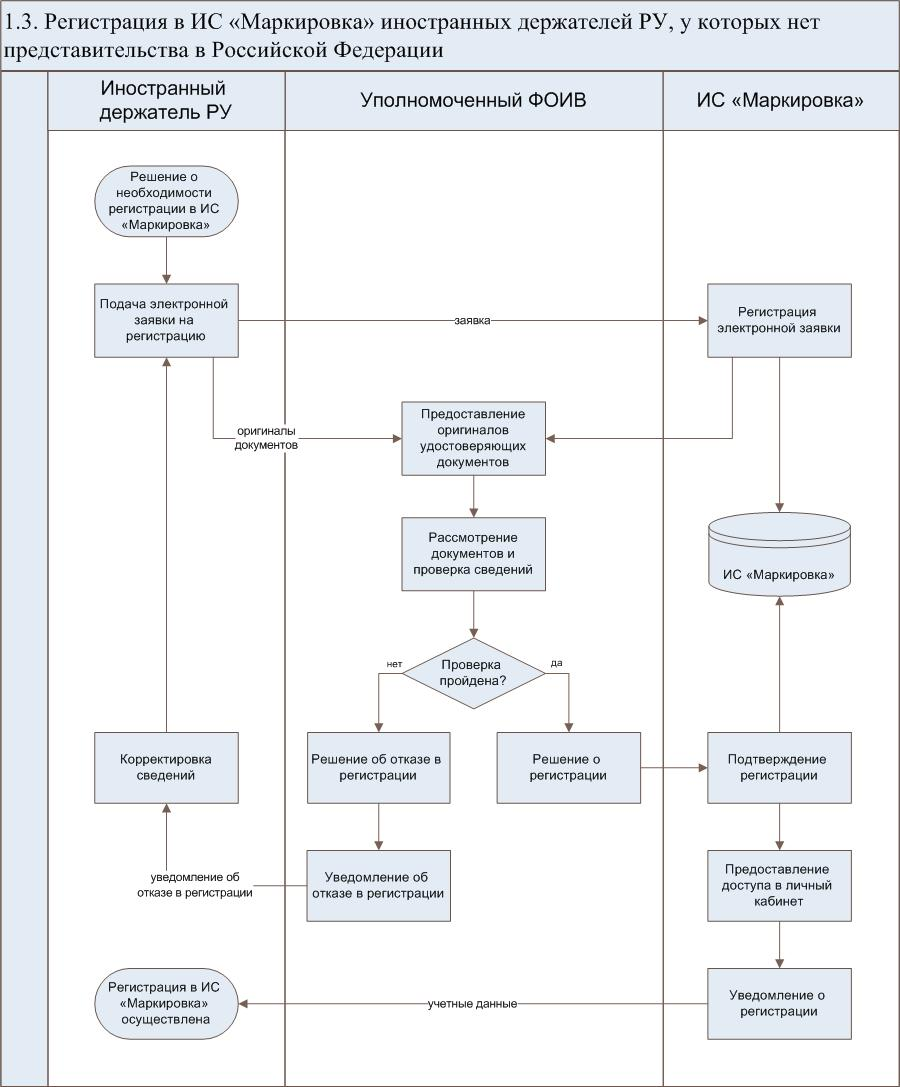 1.3. Регистрация в ИС «Маркировка» иностранных держателей РУ, у которых нет
представительства в Российской Федерации
Иностранный
держатель РУ
Уполномоченный ФОИВ
ИС «Маркировка»
Решение о
необходимости
регистрации в ИС
«Маркировка»
Подача электронной
заявки на
регистрацию
заявка
Регистрация
электронной заявки
оригиналы
документов
Предоставление
оригиналов
удостоверяющих
документов
Рассмотрение
документов и
проверка сведений
ИС «Маркировка»
нет
Проверка
пройдена?
да
Корректировка
сведений
Решение об отказе в
регистрации
Решение о
регистрации
Подтверждение
регистрации
уведомление об
отказе в регистрации
Уведомление об
отказе в регистрации
Предоставление
доступа в личный
кабинет
Регистрация в ИС
«Маркировка»
осуществлена
учетные данные
Уведомление о
регистрации